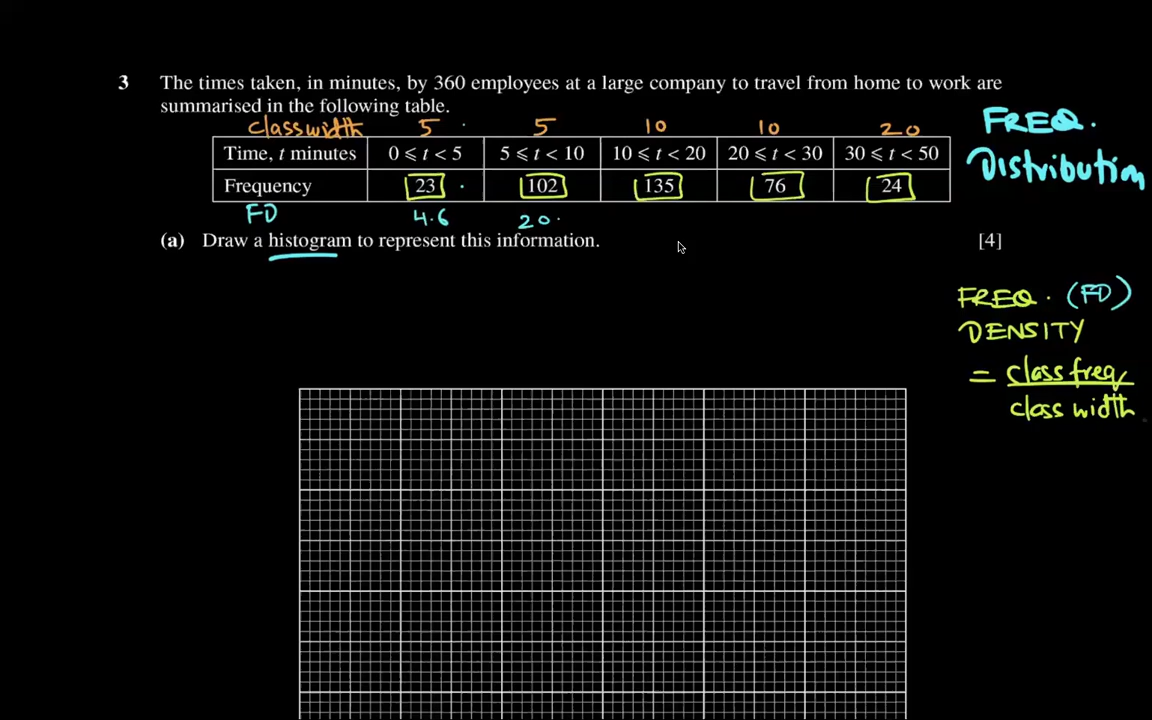 3 The times taken, in minutes, by 360 employees at a large company to travel from home to work are
summarised in the following table.
class width 5 5 10 10 20
Time, t minutes 0 ⩽ t < 5 5 ⩽ t < 10 10 ⩽ t < 20 20 ⩽ t < 30 30 ⩽ t < 50
Frequency 23 102 135 76 24
FD 4.6 20.
(a) Draw a histogram to represent this information. [4]
FREQ.
Distribution
FREQ. (FD)
DENSITY
= class freq
class width